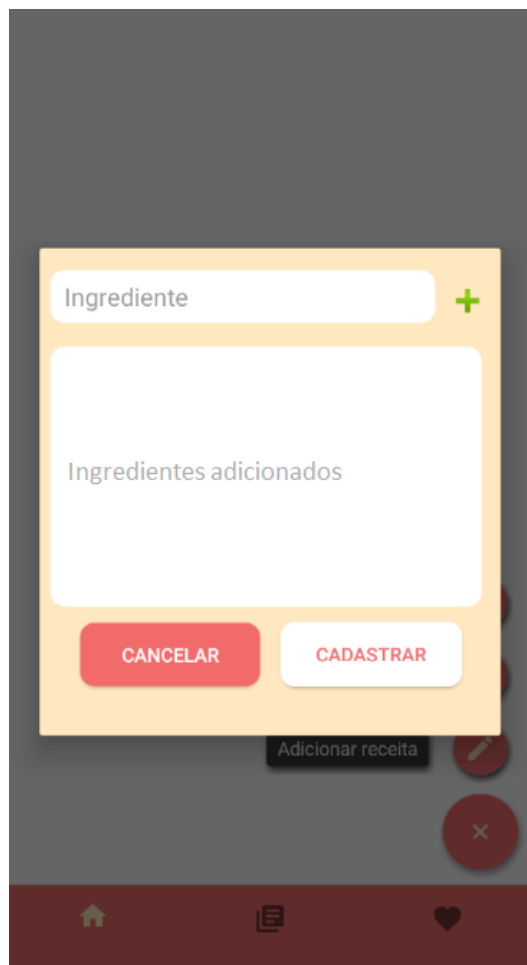 Ingrediente
Ingredientes adicionados
CANCELAR
CADASTRAR
Adicionar receita